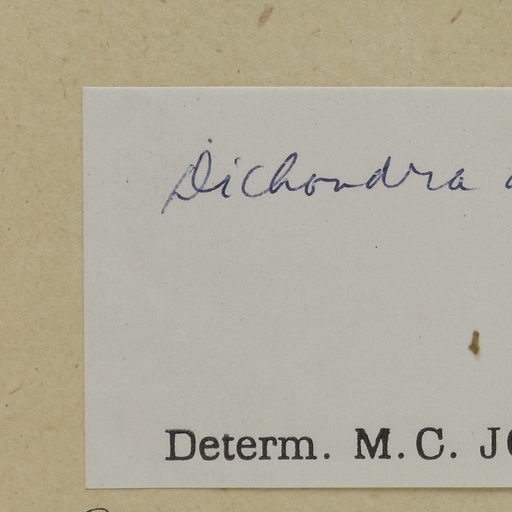 Dichondra
Determ. M. C.